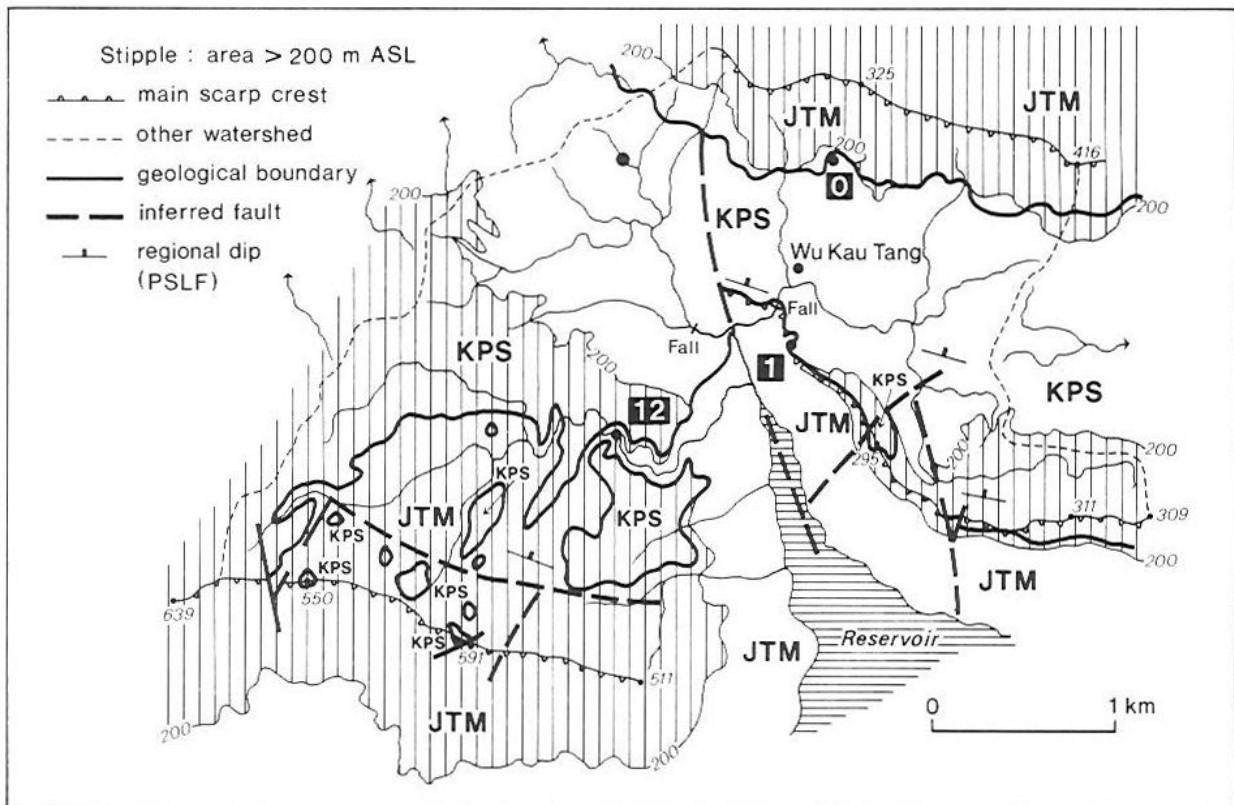 Stipple : area > 200 m ASL
main scarp crest
other watershed
geological boundary
inferred fault
regional dip
(PSLF)
200
325
JTM
JTM
416
200
0
200
200
KPS
Wu Kau Tang
Fall
Fall
KPS
200
1
KPS
KPS
12
JTM
295
200
200
KPS
KPS
JTM
311
309
KPS
200
KPS
550
KPS
JTM
639
KPS
591
Reservoir
JTM
511
0
1 km
JTM
200
200